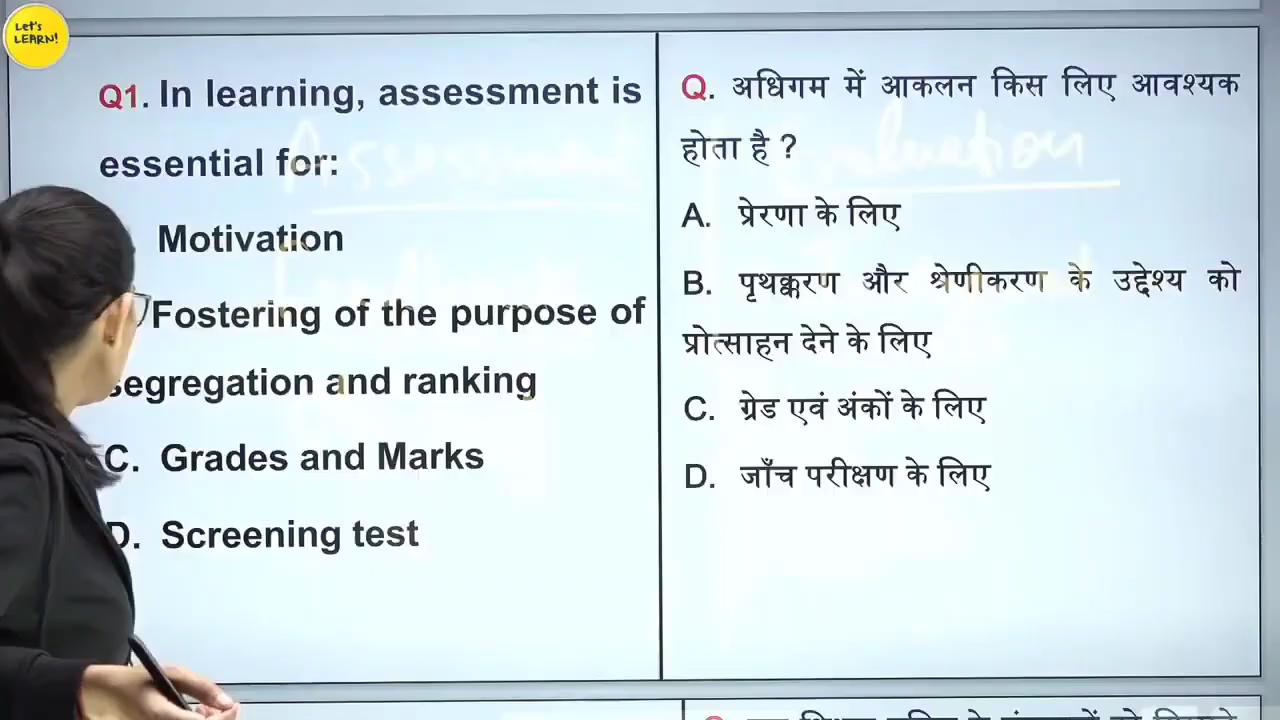 Let's
LEARN!
Q1. In learning, assessment is
essential for:
Motivation
Fostering of the purpose of
segregation and ranking
C. Grades and Marks
D. Screening test
Q. अधिगम में आकलन किस लिए आवश्यक
होता है ?
A. प्रेरणा के लिए
B. पृथक्करण और श्रेणीकरण के उद्देश्य को
प्रोत्साहन देने के लिए
C. ग्रेड एवं अंकों के लिए
D. जाँच परीक्षण के लिए
Assessment